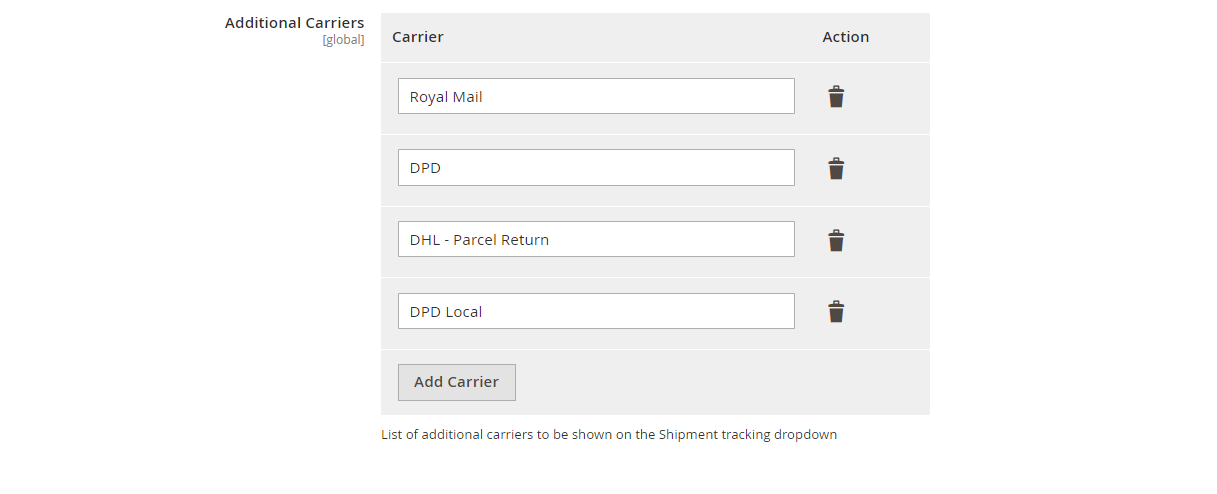 Additional Carriers
[global]
Carrier Action
Royal Mail
DPD
DHL - Parcel Return
DPD Local
Add Carrier
List of additional carriers to be shown on the Shipment tracking dropdown